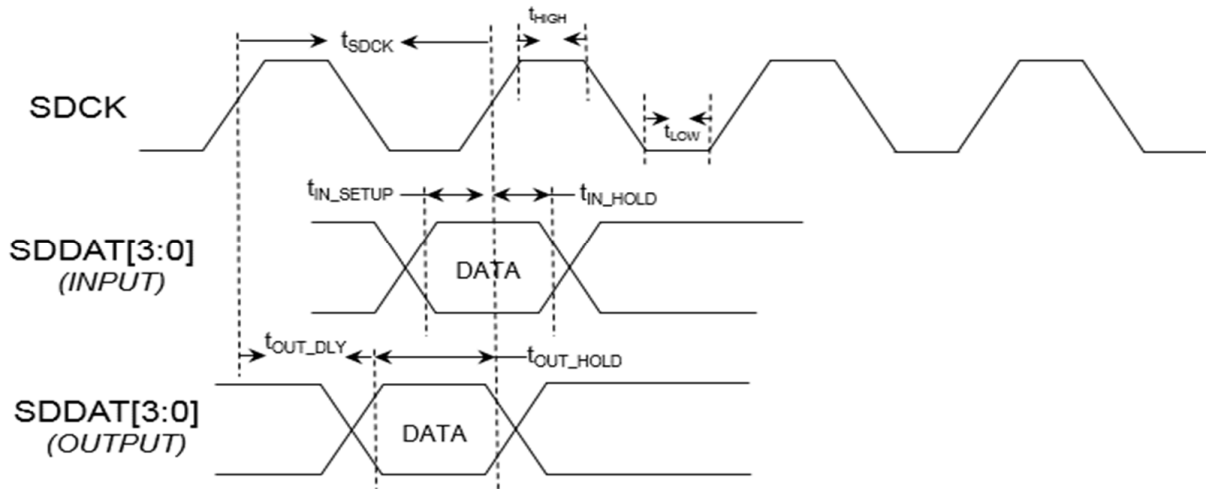 tHIGH
tSDCK
SDCK
tLOW
tIN_SETUP
tIN_HOLD
SDDAT[3:0]
(INPUT)
DATA
tOUT_DLY
tOUT_HOLD
SDDAT[3:0]
(OUTPUT)
DATA